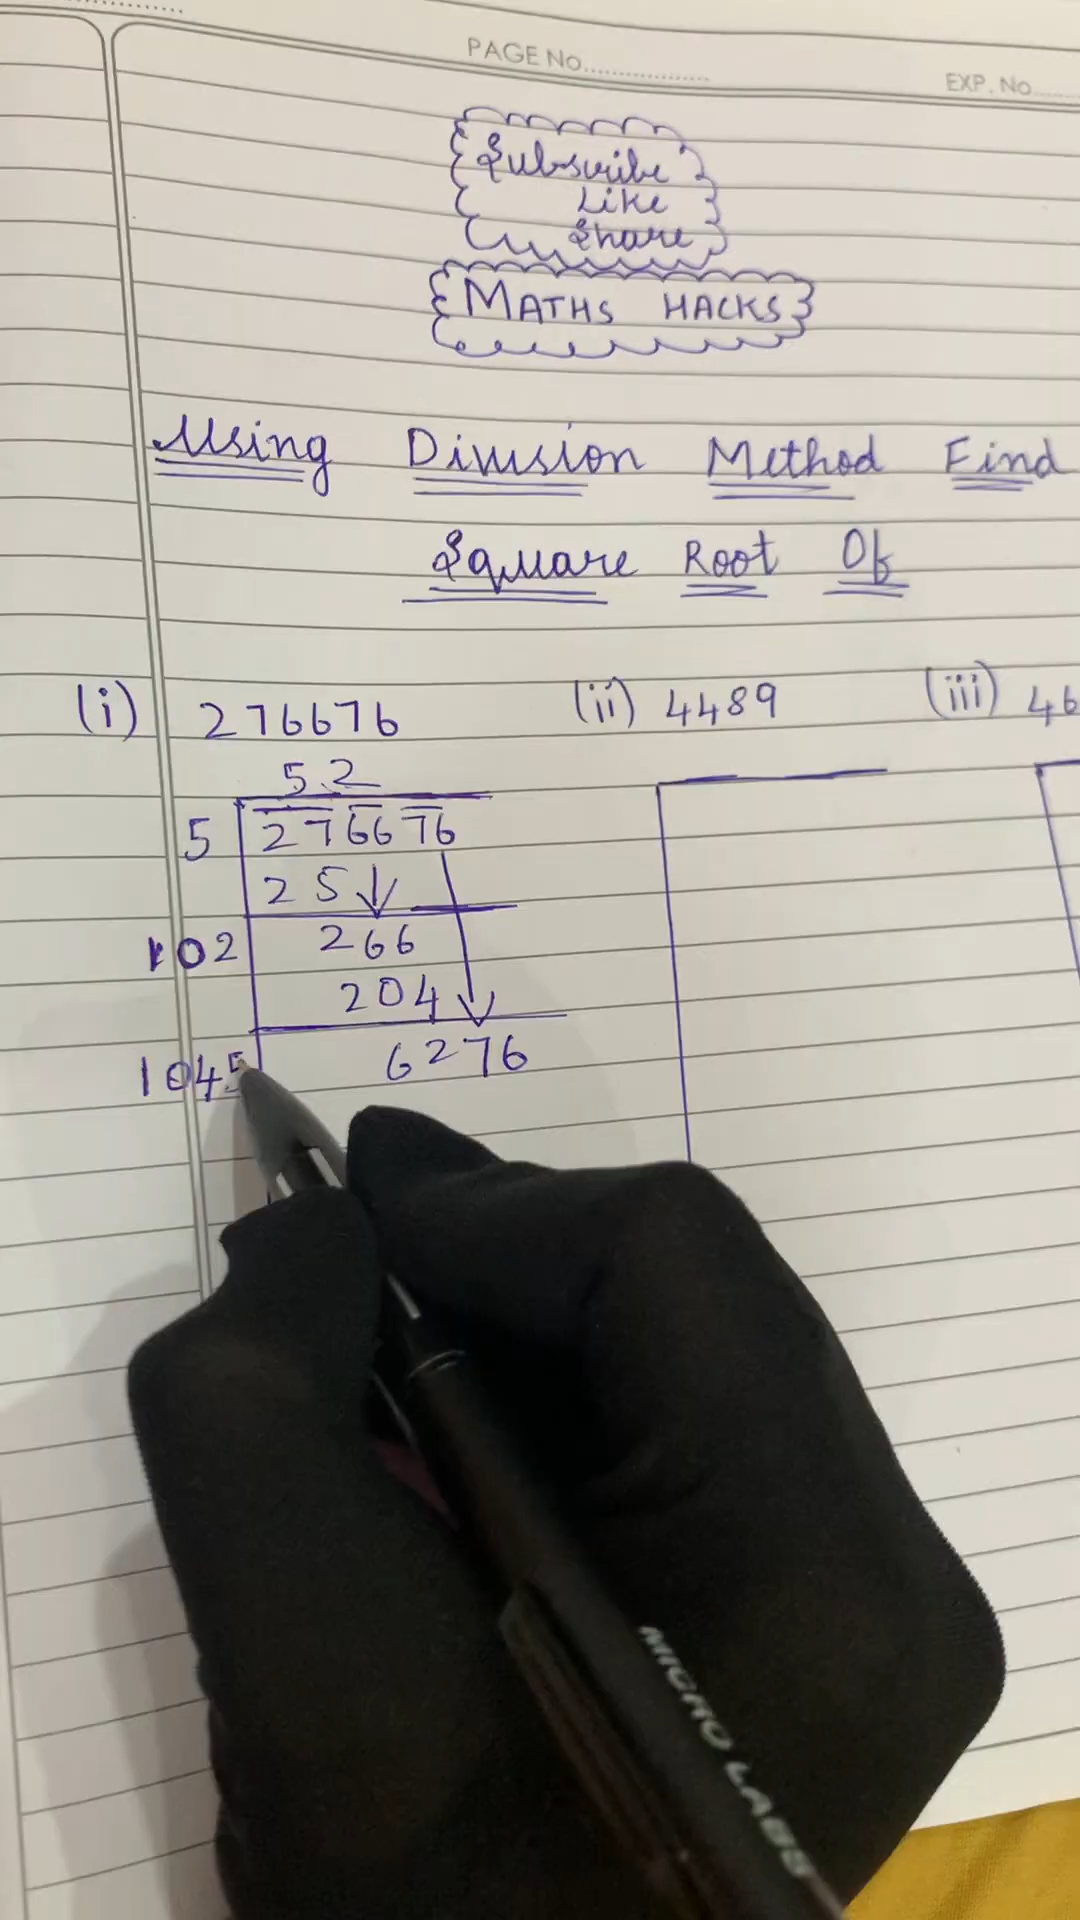 PAGE No.
EXP. No.
Subscribe
Like
Share
MATHS HACKS
Using Division Method Find
Square Root Of
(i) 276676 (ii) 4489 (iii) 46
52
5 276676
25
102 266
204
1045 6276
MICRO LABS